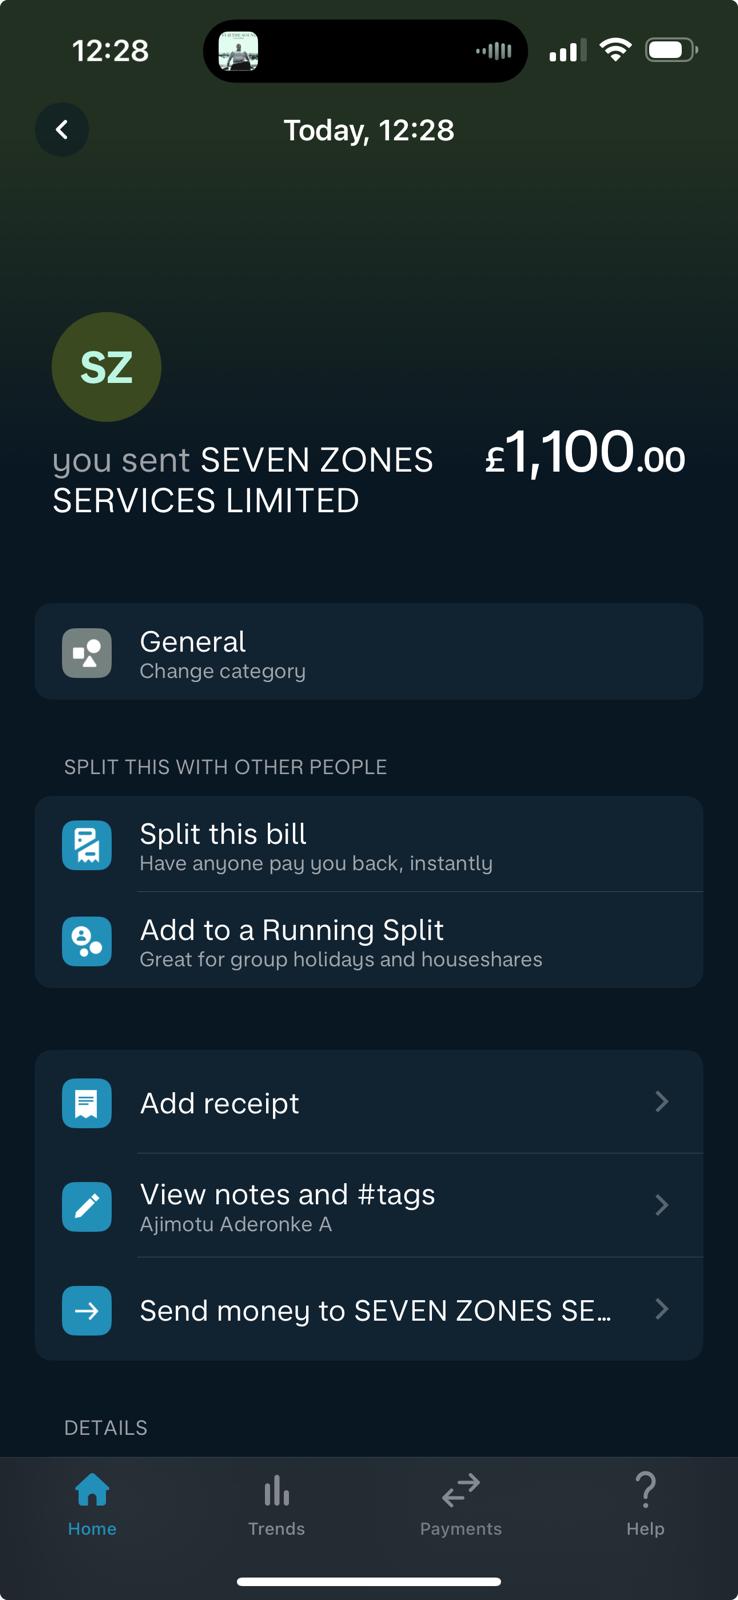 12:28
Today, 12:28
SZ
you sent SEVEN ZONES
SERVICES LIMITED
£1,100.00
General
Change category
SPLIT THIS WITH OTHER PEOPLE
Split this bill
Have anyone pay you back, instantly
Add to a Running Split
Great for group holidays and houseshares
Add receipt
View notes and #tags
Ajimotu Aderonke A
Send money to SEVEN ZONES SE...
DETAILS
Home
Trends
Payments
Help